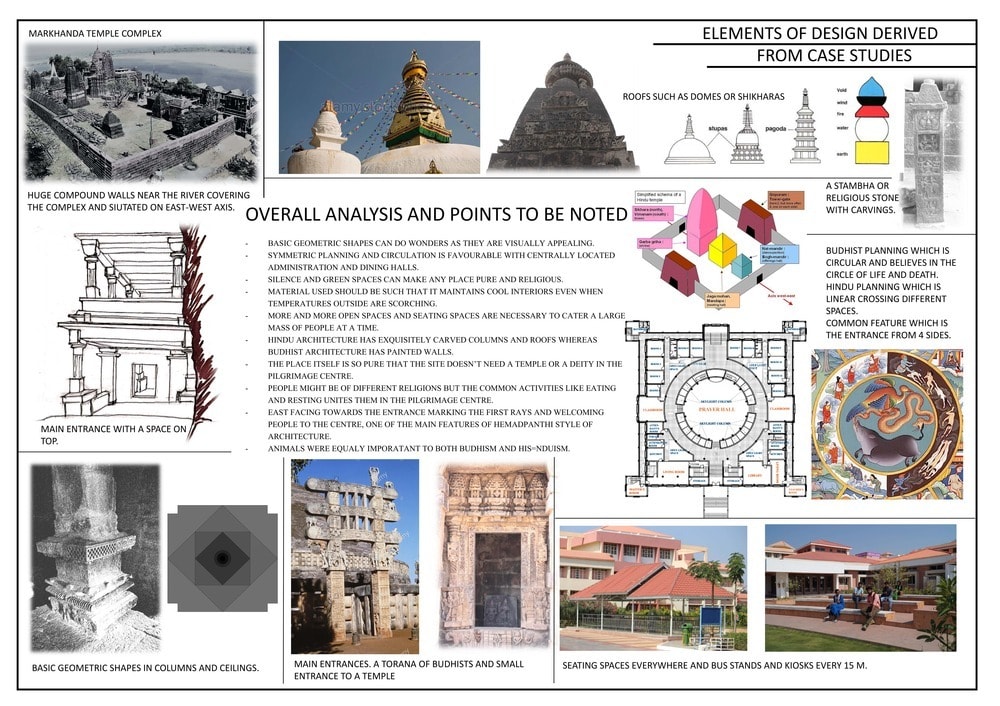 MARKHANDA TEMPLE COMPLEX
ELEMENTS OF DESIGN DERIVED
FROM CASE STUDIES
HUGE COMPOUND WALLS NEAR THE RIVER COVERING
THE COMPLEX AND SIUTATED ON EAST-WEST AXIS.
alamy stock
ROOFS SUCH AS DOMES OR SHIKHARAS
stupas
pagoda
Void
wind
fire
water
earth
A STAMBHA OR
RELIGIOUS STONE
WITH CARVINGS.
OVERALL ANALYSIS AND POINTS TO BE NOTED
- BASIC GEOMETRIC SHAPES CAN DO WONDERS AS THEY ARE VISUALLY APPEALING.
- SYMMETRIC PLANNING AND CIRCULATION IS FAVOURABLE WITH CENTRALLY LOCATED
ADMINISTRATION AND DINING HALLS.
- SILENCE AND GREEN SPACES CAN MAKE ANY PLACE PURE AND RELIGIOUS.
- MATERIAL USED SHOULD BE SUCH THAT IT MAINTAINS COOL INTERIORS EVEN WHEN
TEMPERATURES OUTSIDE ARE SCORCHING.
- MORE AND MORE OPEN SPACES AND SEATING SPACES ARE NECESSARY TO CATER A LARGE
MASS OF PEOPLE AT A TIME.
- HINDU ARCHITECTURE HAS EXQUISITELY CARVED COLUMNS AND ROOFS WHEREAS
BUDHIST ARCHITECTURE HAS PAINTED WALLS.
- THE PLACE ITSELF IS SO PURE THAT THE SITE DOESN'T NEED A TEMPLE OR A DEITY IN THE
PILGRIMAGE CENTRE.
- PEOPLE MIGHT BE OF DIFFERENT RELIGIONS BUT THE COMMON ACTIVITIES LIKE EATING
AND RESTING UNITES THEM IN THE PILGRIMAGE CENTRE.
- EAST FACING TOWARDS THE ENTRANCE MARKING THE FIRST RAYS AND WELCOMING
PEOPLE TO THE CENTRE, ONE OF THE MAIN FEATURES OF HEMADPANTHI STYLE OF
ARCHITECTURE.
- ANIMALS WERE EQUALY IMPORATANT TO BOTH BUDHISM AND HIS=NDUISM.
Simplified schema of a
Hindu temple
Garba griha
Axis west-east
BUDHIST PLANNING WHICH IS
CIRCULAR AND BELIEVES IN THE
CIRCLE OF LIFE AND DEATH.
HINDU PLANNING WHICH IS
LINEAR CROSSING DIFFERENT
SPACES.
COMMON FEATURE WHICH IS
THE ENTRANCE FROM 4 SIDES.
SKYLIGHT COLUMN
CLASSROOM
PRAYER HALL
CLASSROOM
SKYLIGHT COLUMN
LIVING ROOM
LIBRARY
MAIN ENTRANCE WITH A SPACE ON
TOP.
BASIC GEOMETRIC SHAPES IN COLUMNS AND CEILINGS.
MAIN ENTRANCES. A TORANA OF BUDHISTS AND SMALL
ENTRANCE TO A TEMPLE
SEATING SPACES EVERYWHERE AND BUS STANDS AND KIOSKS EVERY 15 M.